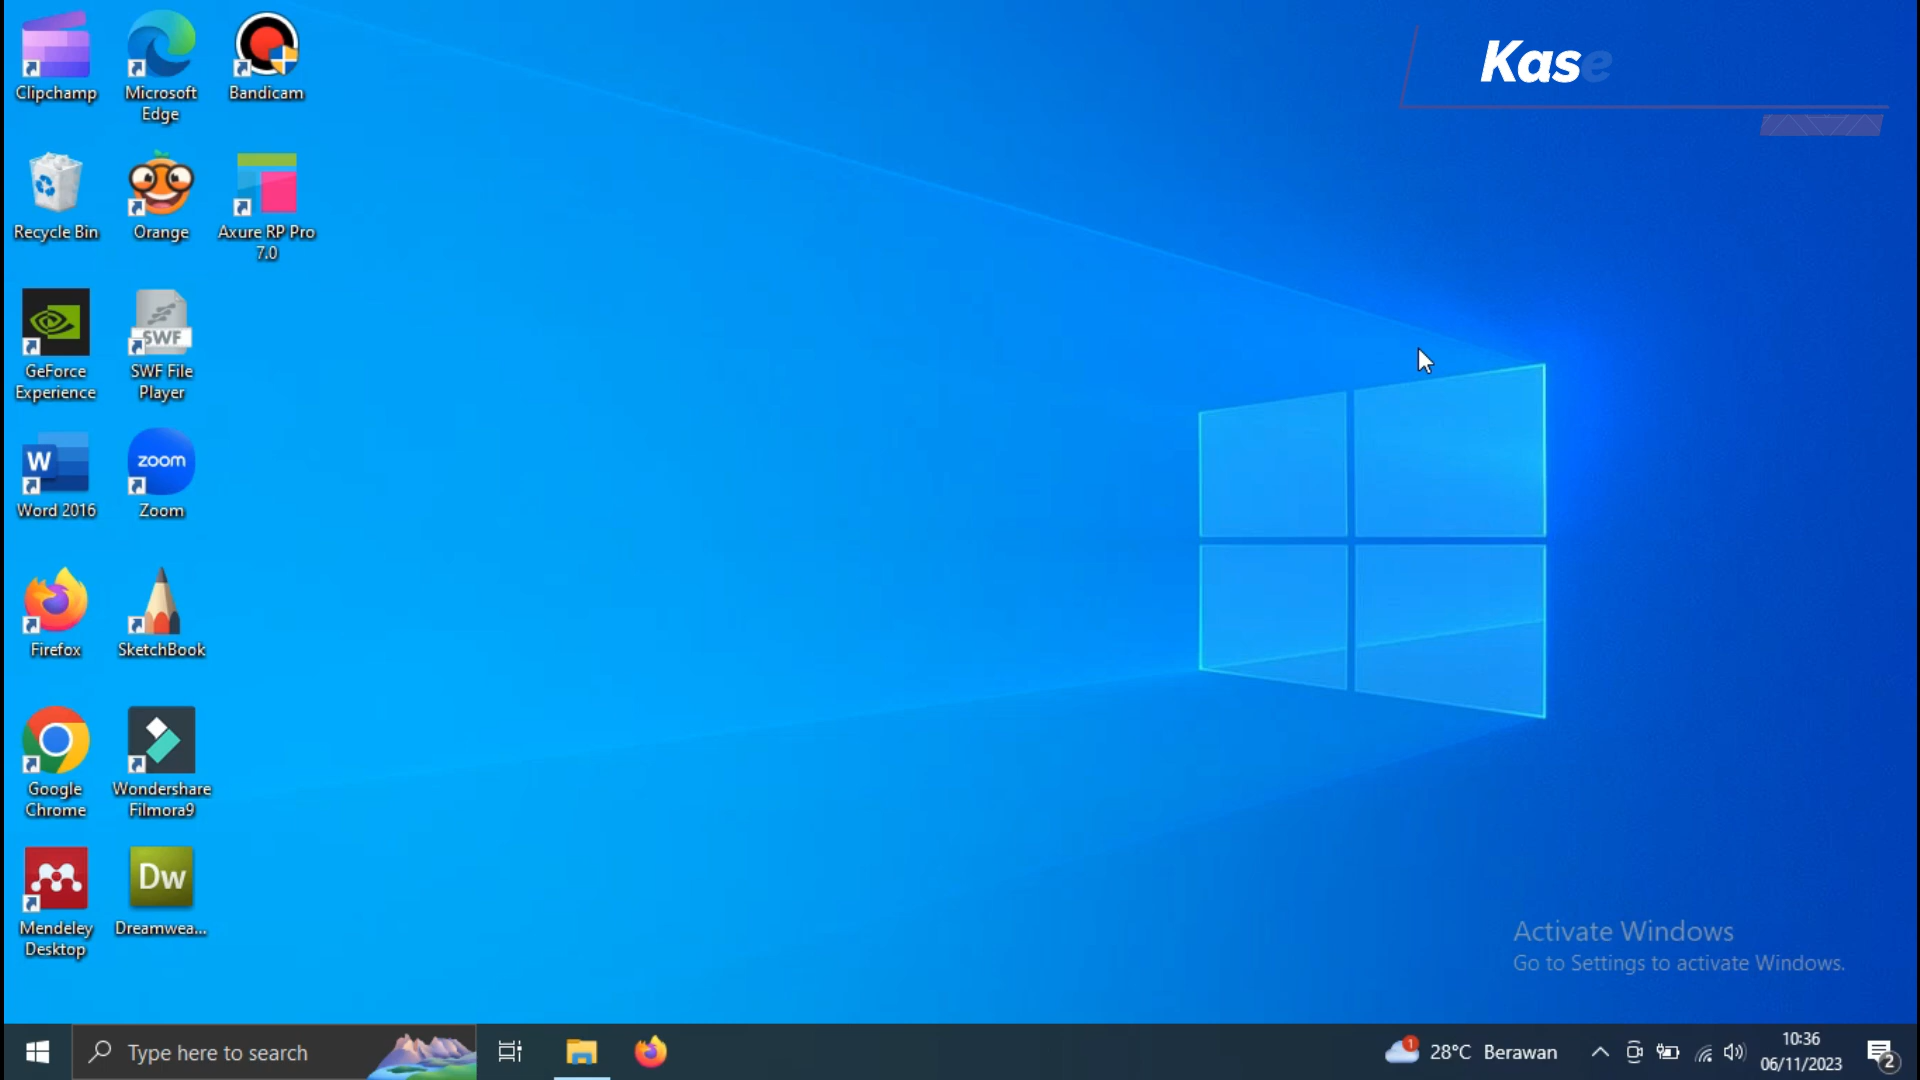 Kase
Clipchamp
Microsoft
Edge
Bandicam
Recycle Bin
Orange
Axure RP Pro
7.0
GeForce
Experience
SWF
SWF File
Player
W
Word 2016
zoom
Zoom
Firefox
SketchBook
Google
Chrome
Wondershare
Filmora9
Mendeley
Desktop
Dw
Dreamwea...
Activate Windows
Go to Settings to activate Windows.
Type here to search
1
28°C Berawan
10:36
06/11/2023
2